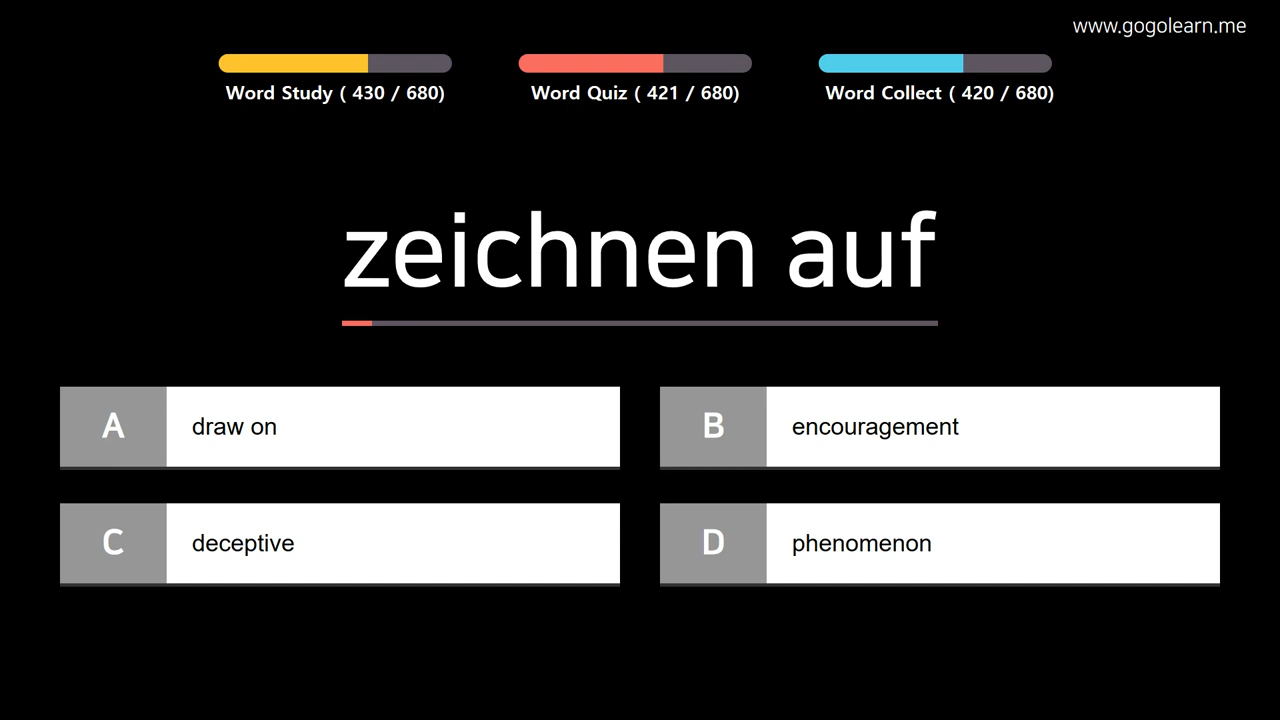 www.gogolearn.me
Word Study ( 430 / 680)
Word Quiz ( 421 / 680)
Word Collect ( 420 / 680)
zeichnen auf
A draw on
B encouragement
C deceptive
D phenomenon